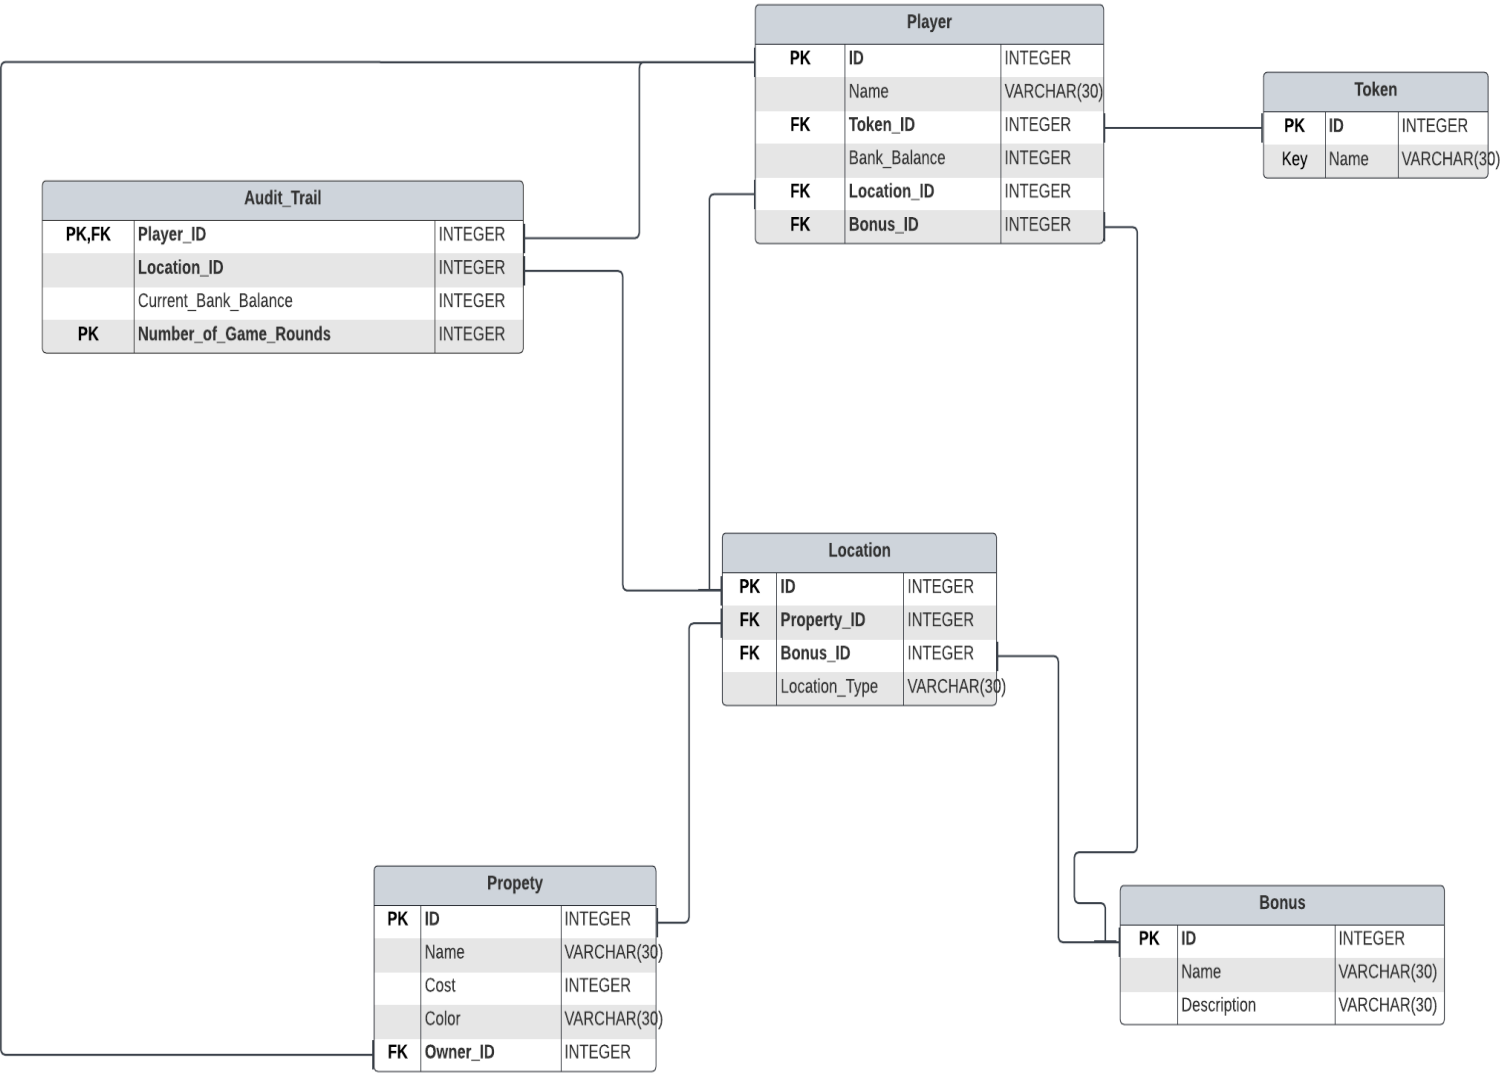 Player
PK ID INTEGER
Name VARCHAR(30)
FK Token_ID INTEGER
Bank_Balance INTEGER
FK Location_ID INTEGER
FK Bonus_ID INTEGER
Token
PK ID INTEGER
Key Name VARCHAR(30)
Audit_Trail
PK,FK Player_ID INTEGER
Location_ID INTEGER
Current_Bank_Balance INTEGER
PK Number_of_Game_Rounds INTEGER
Location
PK ID INTEGER
FK Property_ID INTEGER
FK Bonus_ID INTEGER
Location_Type VARCHAR(30)
Propety
PK ID INTEGER
Name VARCHAR(30)
Cost INTEGER
Color VARCHAR(30)
FK Owner_ID INTEGER
Bonus
PK ID INTEGER
Name VARCHAR(30)
Description VARCHAR(30)